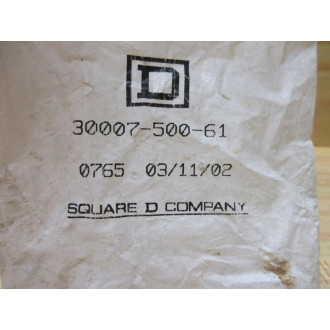 D
30007-500-61
0765 03/11/02
SQUARE D COMPANY